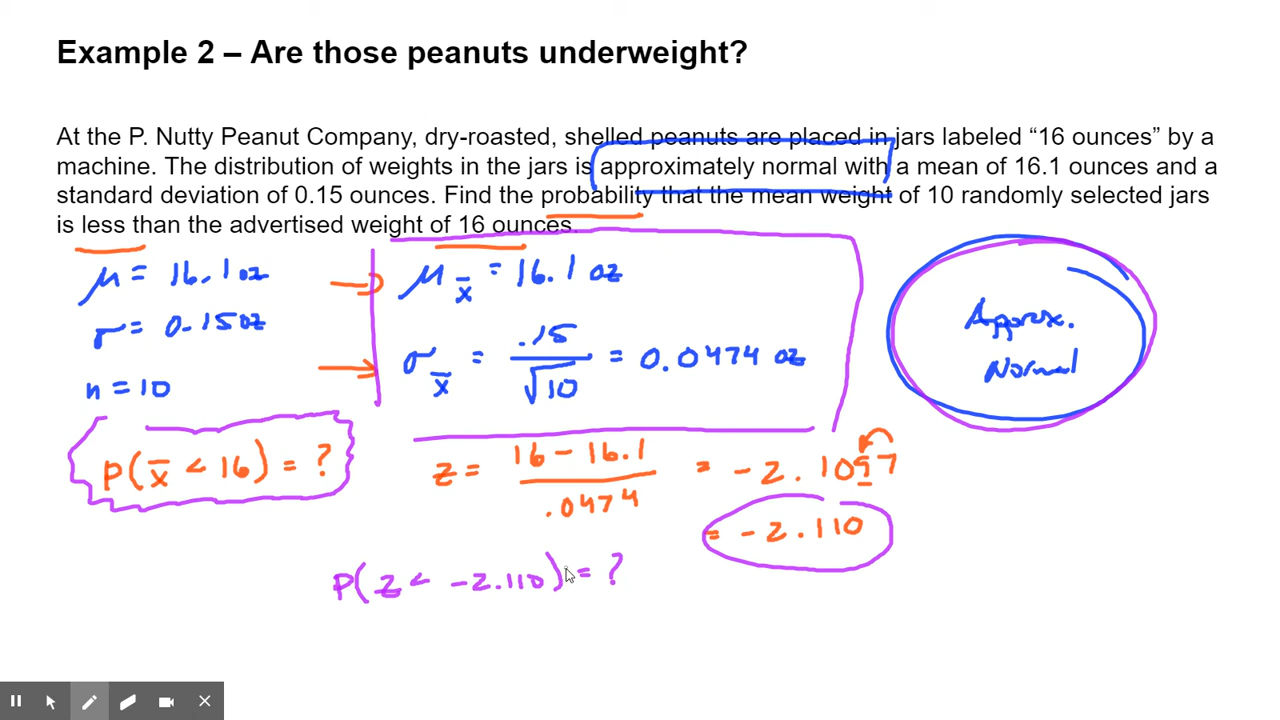 Example 2 – Are those peanuts underweight?
At the P. Nutty Peanut Company, dry-roasted, shelled peanuts are placed in jars labeled “16 ounces” by a
machine. The distribution of weights in the jars is approximately normal with a mean of 16.1 ounces and a
standard deviation of 0.15 ounces. Find the probability that the mean weight of 10 randomly selected jars
is less than the advertised weight of 16 ounces.
μ = 16.1 oz
σ = 0.15 oz
n = 10
P(x̄ < 16) = ?
μx̄ = 16.1 oz
σx̄ = .15/√10 = 0.0474 oz
Approx.
Normal
z = 16 - 16.1/.0474 = -2.1097
= -2.110
P(z < -2.110) = ?